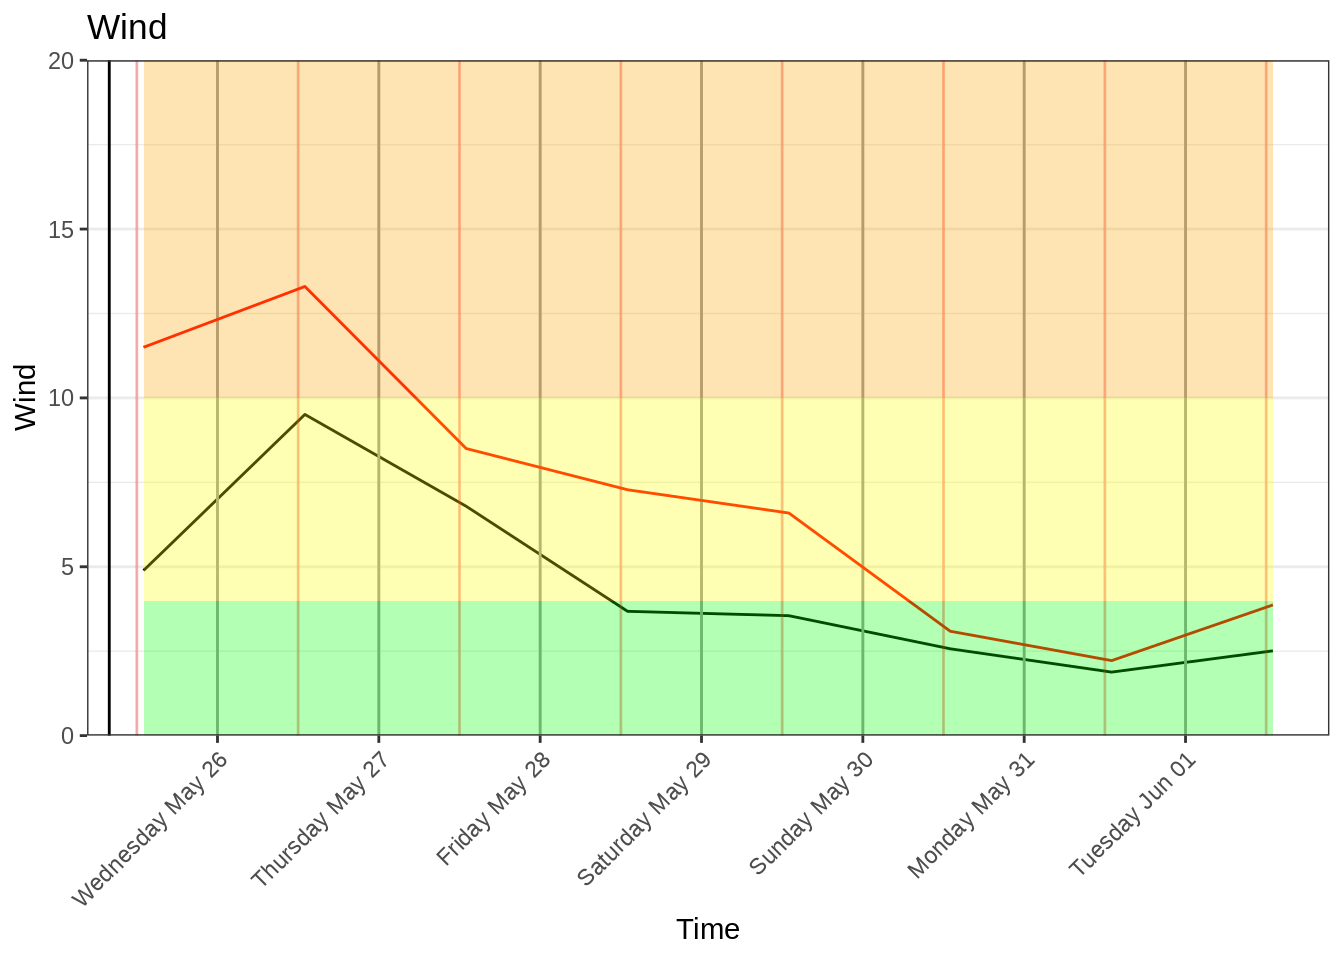 Wind
20
15
10
5
0
Wind
Wednesday May 26
Thursday May 27
Friday May 28
Saturday May 29
Sunday May 30
Monday May 31
Tuesday Jun 01
Time